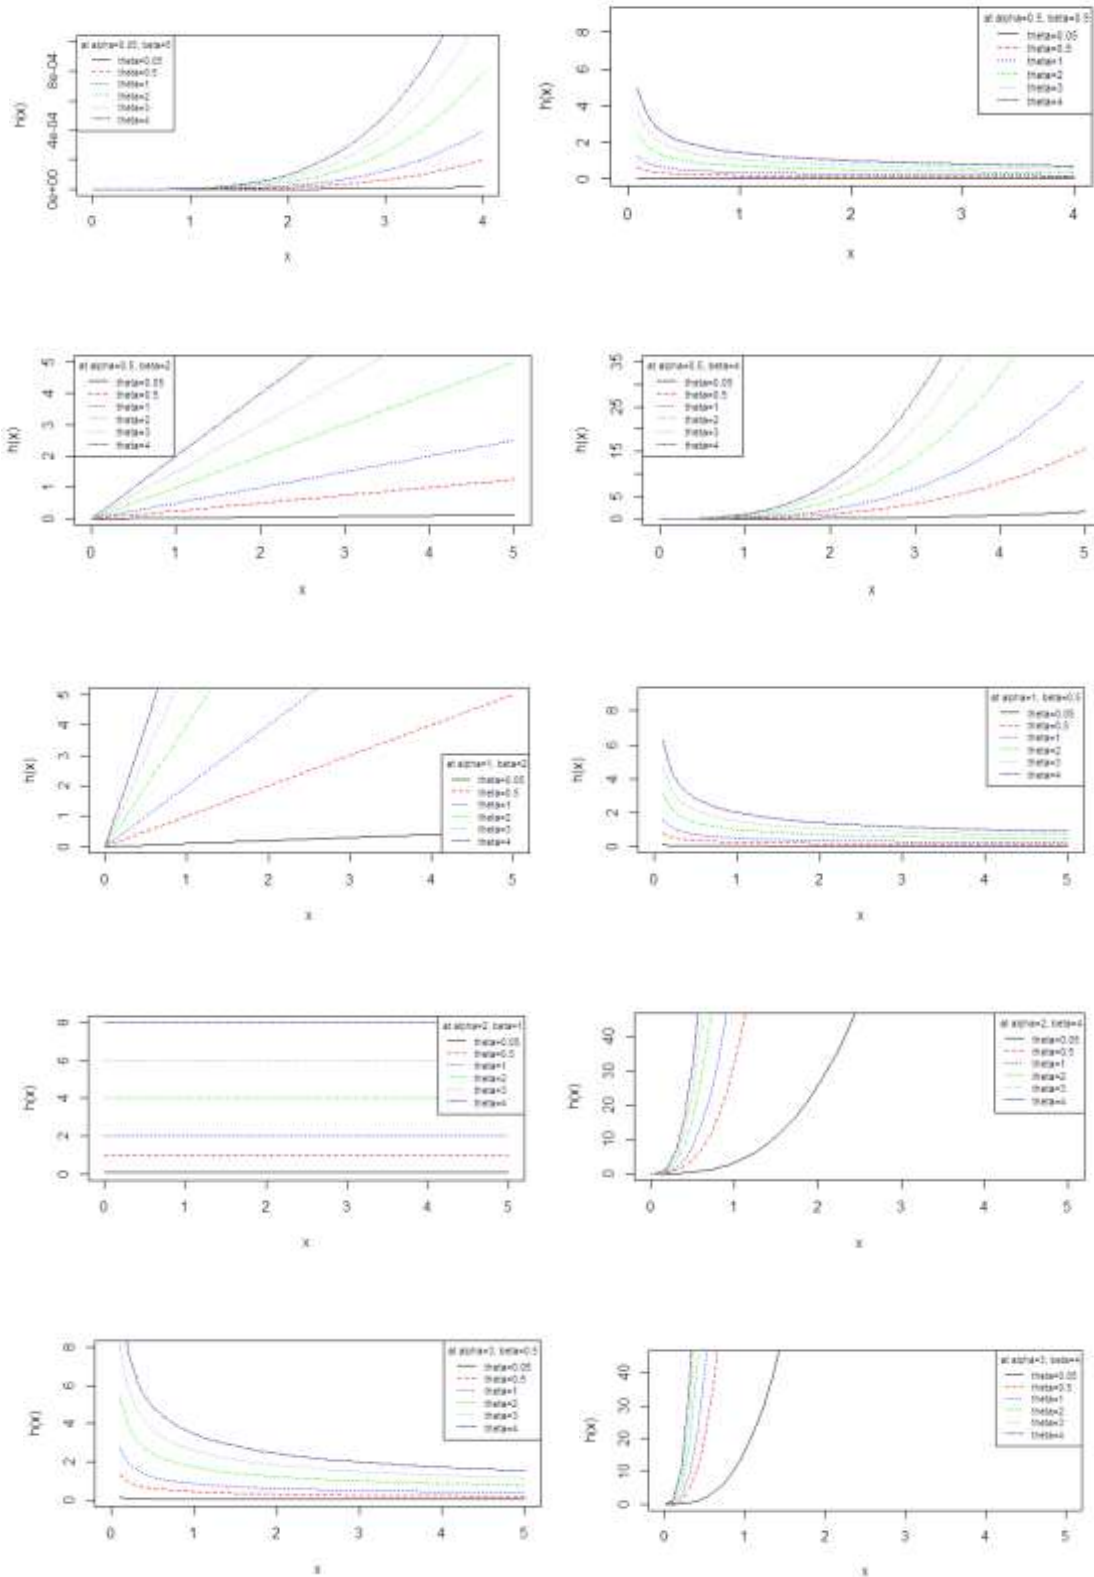 at alpha=0.05, beta=5
theta=0.05
theta=0.5
theta=1
theta=2
theta=3
theta=4
h(x)
0e+00 4e-04 8e-04
0 1 2 3 4
x
at alpha=0.5, beta=0.5
theta=0.05
theta=0.5
theta=1
theta=2
theta=3
theta=4
h(x)
0 2 4 6 8
0 1 2 3 4
x
at alpha=0.5, beta=2
theta=0.05
theta=0.5
theta=1
theta=2
theta=3
theta=4
h(x)
0 1 2 3 4 5
0 1 2 3 4 5
x
at alpha=0.5, beta=4
theta=0.05
theta=0.5
theta=1
theta=2
theta=3
theta=4
h(x)
0 5 15 25 35
0 1 2 3 4 5
x
at alpha=1, beta=2
theta=0.05
theta=0.5
theta=1
theta=2
theta=3
theta=4
h(x)
0 1 2 3 4 5
0 1 2 3 4 5
x
at alpha=1, beta=0.5
theta=0.05
theta=0.5
theta=1
theta=2
theta=3
theta=4
h(x)
0 2 4 6 8
0 1 2 3 4 5
x
at alpha=2, beta=1
theta=0.05
theta=0.5
theta=1
theta=2
theta=3
theta=4
h(x)
0 2 4 6 8
0 1 2 3 4 5
x
at alpha=2, beta=4
theta=0.05
theta=0.5
theta=1
theta=2
theta=3
theta=4
h(x)
0 10 20 30 40
0 1 2 3 4 5
x
at alpha=3, beta=0.5
theta=0.05
theta=0.5
theta=1
theta=2
theta=3
theta=4
h(x)
0 2 4 6 8
0 1 2 3 4 5
x
at alpha=3, beta=4
theta=0.05
theta=0.5
theta=1
theta=2
theta=3
theta=4
h(x)
0 10 20 30 40
0 1 2 3 4 5
x